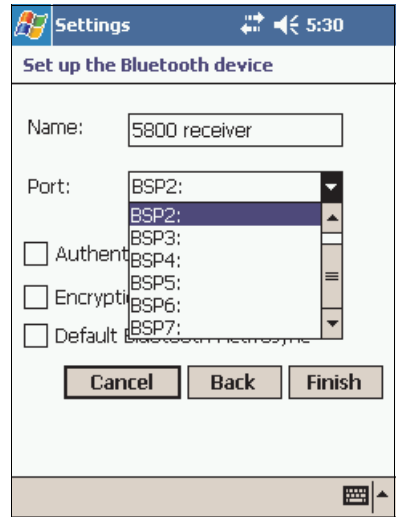 Settings 5:30
Set up the Bluetooth device
Name: 5800 receiver
Port: BSP2:
BSP2:
BSP3:
BSP4:
Authent BSP5:
Encrypti BSP6:
BSP7:
Default
Cancel Back Finish